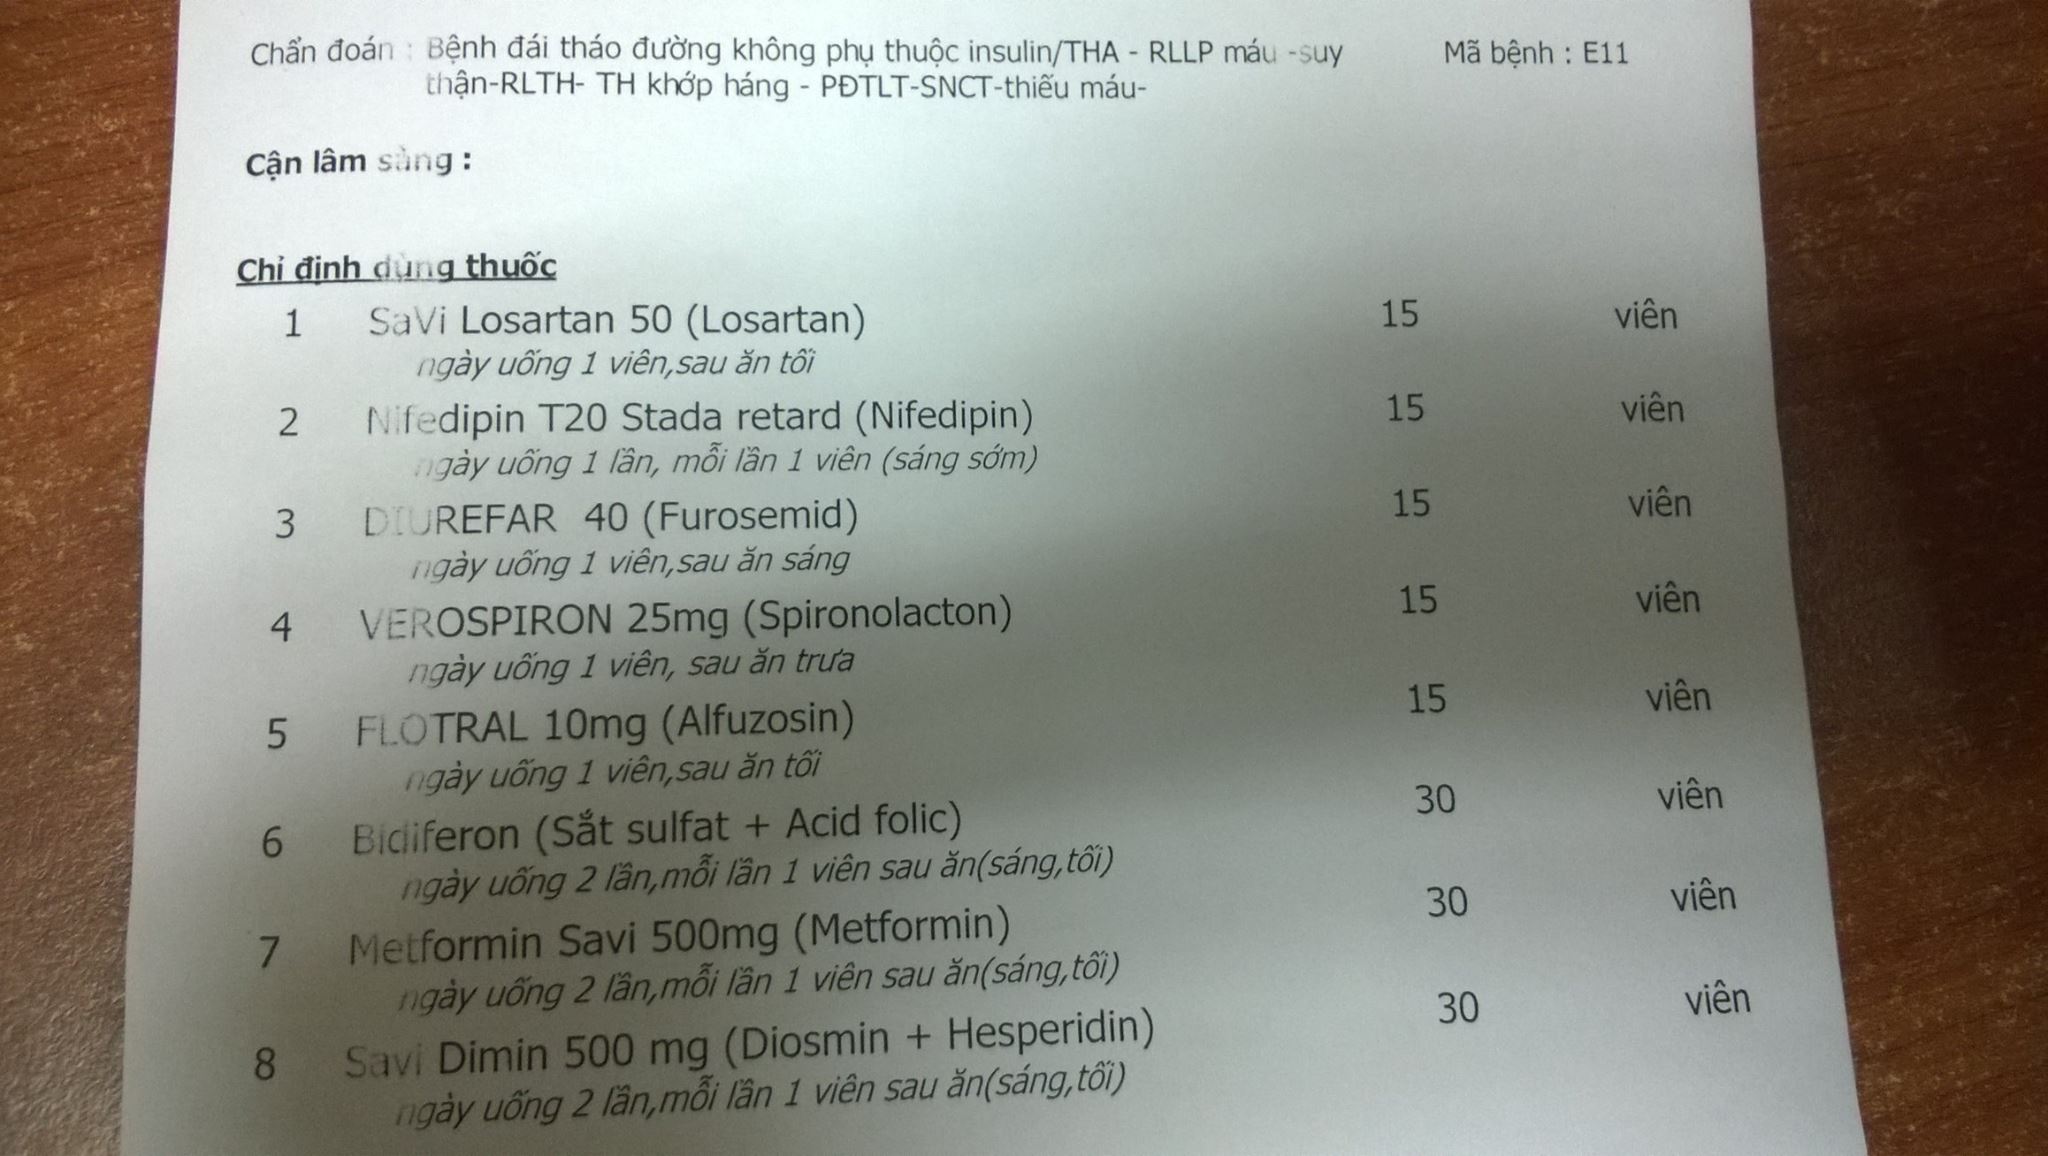 Chẩn đoán : Bệnh đái tháo đường không phụ thuộc insulin/THA - RLLP máu -suy Mã bệnh : E11
thận-RLTH- TH khớp háng - PĐTLT-SNCT-thiếu máu-
Cận lâm sàng :
Chỉ định dùng thuốc
1 SaVi Losartan 50 (Losartan) 15 viên
ngày uống 1 viên,sau ăn tối
2 Nifedipin T20 Stada retard (Nifedipin) 15 viên
ngày uống 1 lần, mỗi lần 1 viên (sáng sớm)
3 DIUREFAR 40 (Furosemid) 15 viên
ngày uống 1 viên,sau ăn sáng
4 VEROSPIRON 25mg (Spironolacton) 15 viên
ngày uống 1 viên, sau ăn trưa
5 FLOTRAL 10mg (Alfuzosin) 15 viên
ngày uống 1 viên,sau ăn tối
6 Bidiferon (Sắt sulfat + Acid folic) 30 viên
ngày uống 2 lần,mỗi lần 1 viên sau ăn(sáng,tối)
7 Metformin Savi 500mg (Metformin) 30 viên
ngày uống 2 lần,mỗi lần 1 viên sau ăn(sáng,tối)
8 Savi Dimin 500 mg (Diosmin + Hesperidin) 30 viên
ngày uống 2 lần,mỗi lần 1 viên sau ăn(sáng,tối)